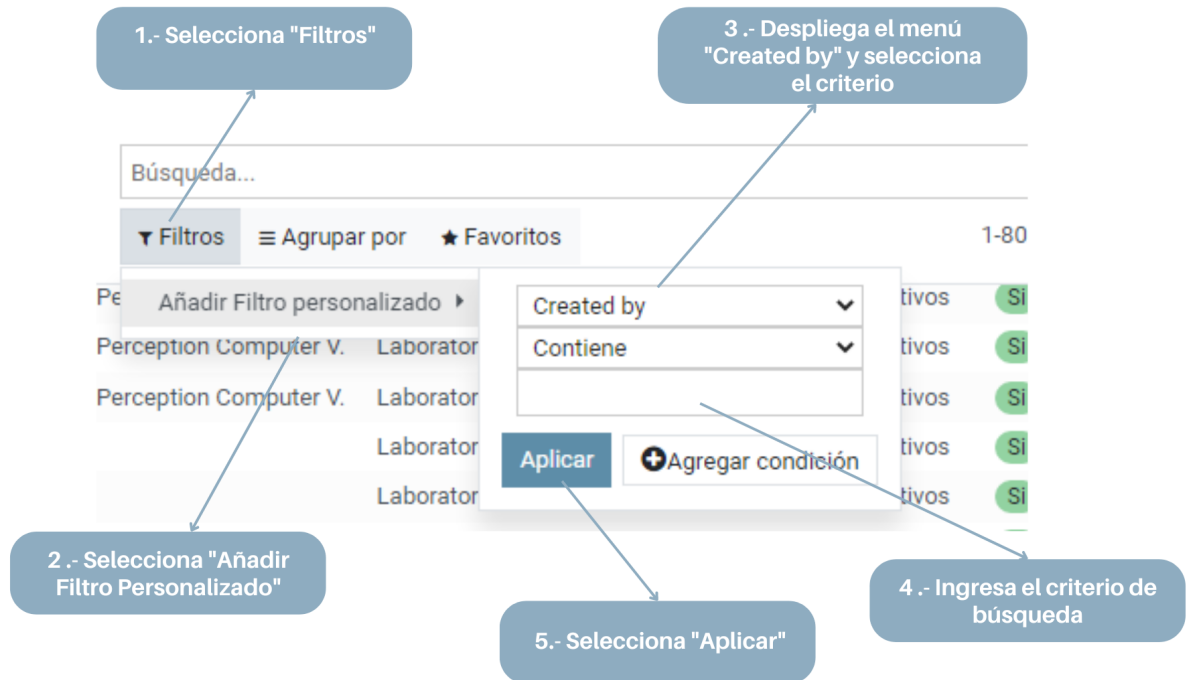 1.- Selecciona "Filtros"
3 .- Despliega el menú
"Created by" y selecciona
el criterio
Búsqueda...
Filtros Agrupar por Favoritos 1-80
Pe Añadir Filtro personalizado Created by tivos Si
Perception Computer V. Laborator Contiene tivos Si
Perception Computer V. Laborator tivos Si
Laborator Aplicar Agregar condición tivos Si
Laborator tivos Si
2 .- Selecciona "Añadir
Filtro Personalizado"
4 .- Ingresa el criterio de
búsqueda
5.- Selecciona "Aplicar"